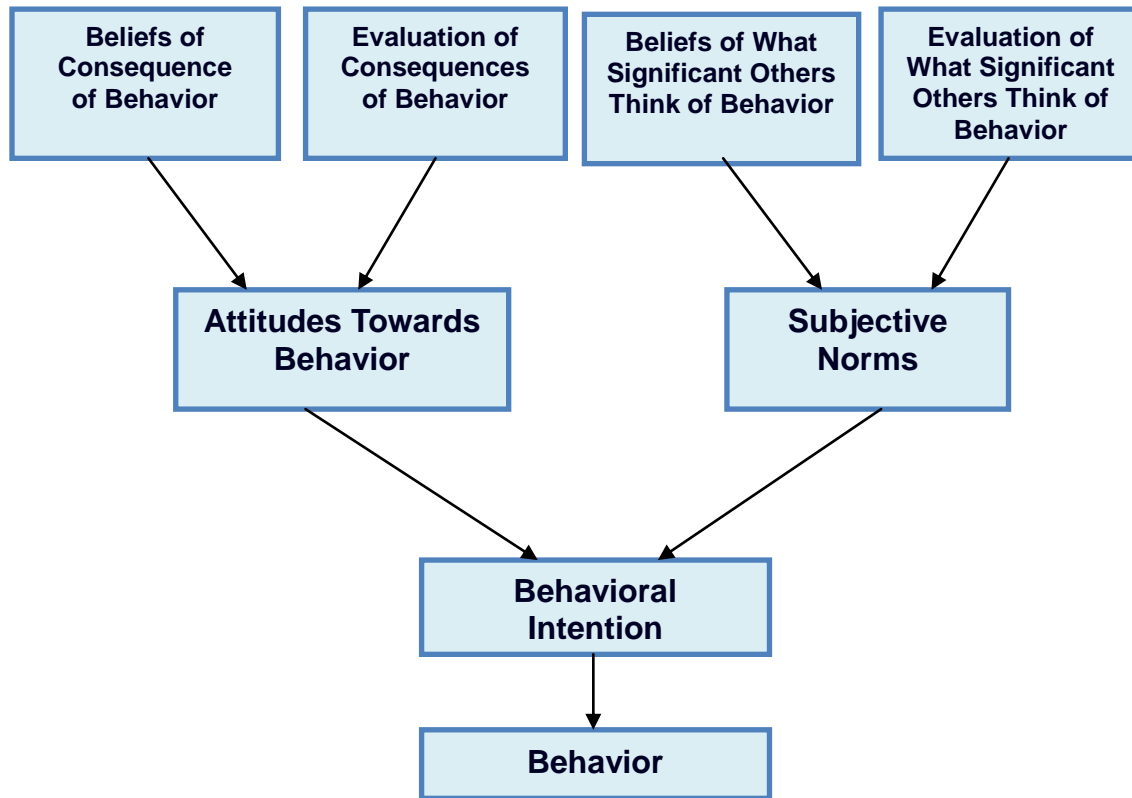 Beliefs of
Consequence
of Behavior
Evaluation of
Consequences
of Behavior
Beliefs of What
Significant Others
Think of Behavior
Evaluation of
What Significant
Others Think of
Behavior
Attitudes Towards
Behavior
Subjective
Norms
Behavioral
Intention
Behavior